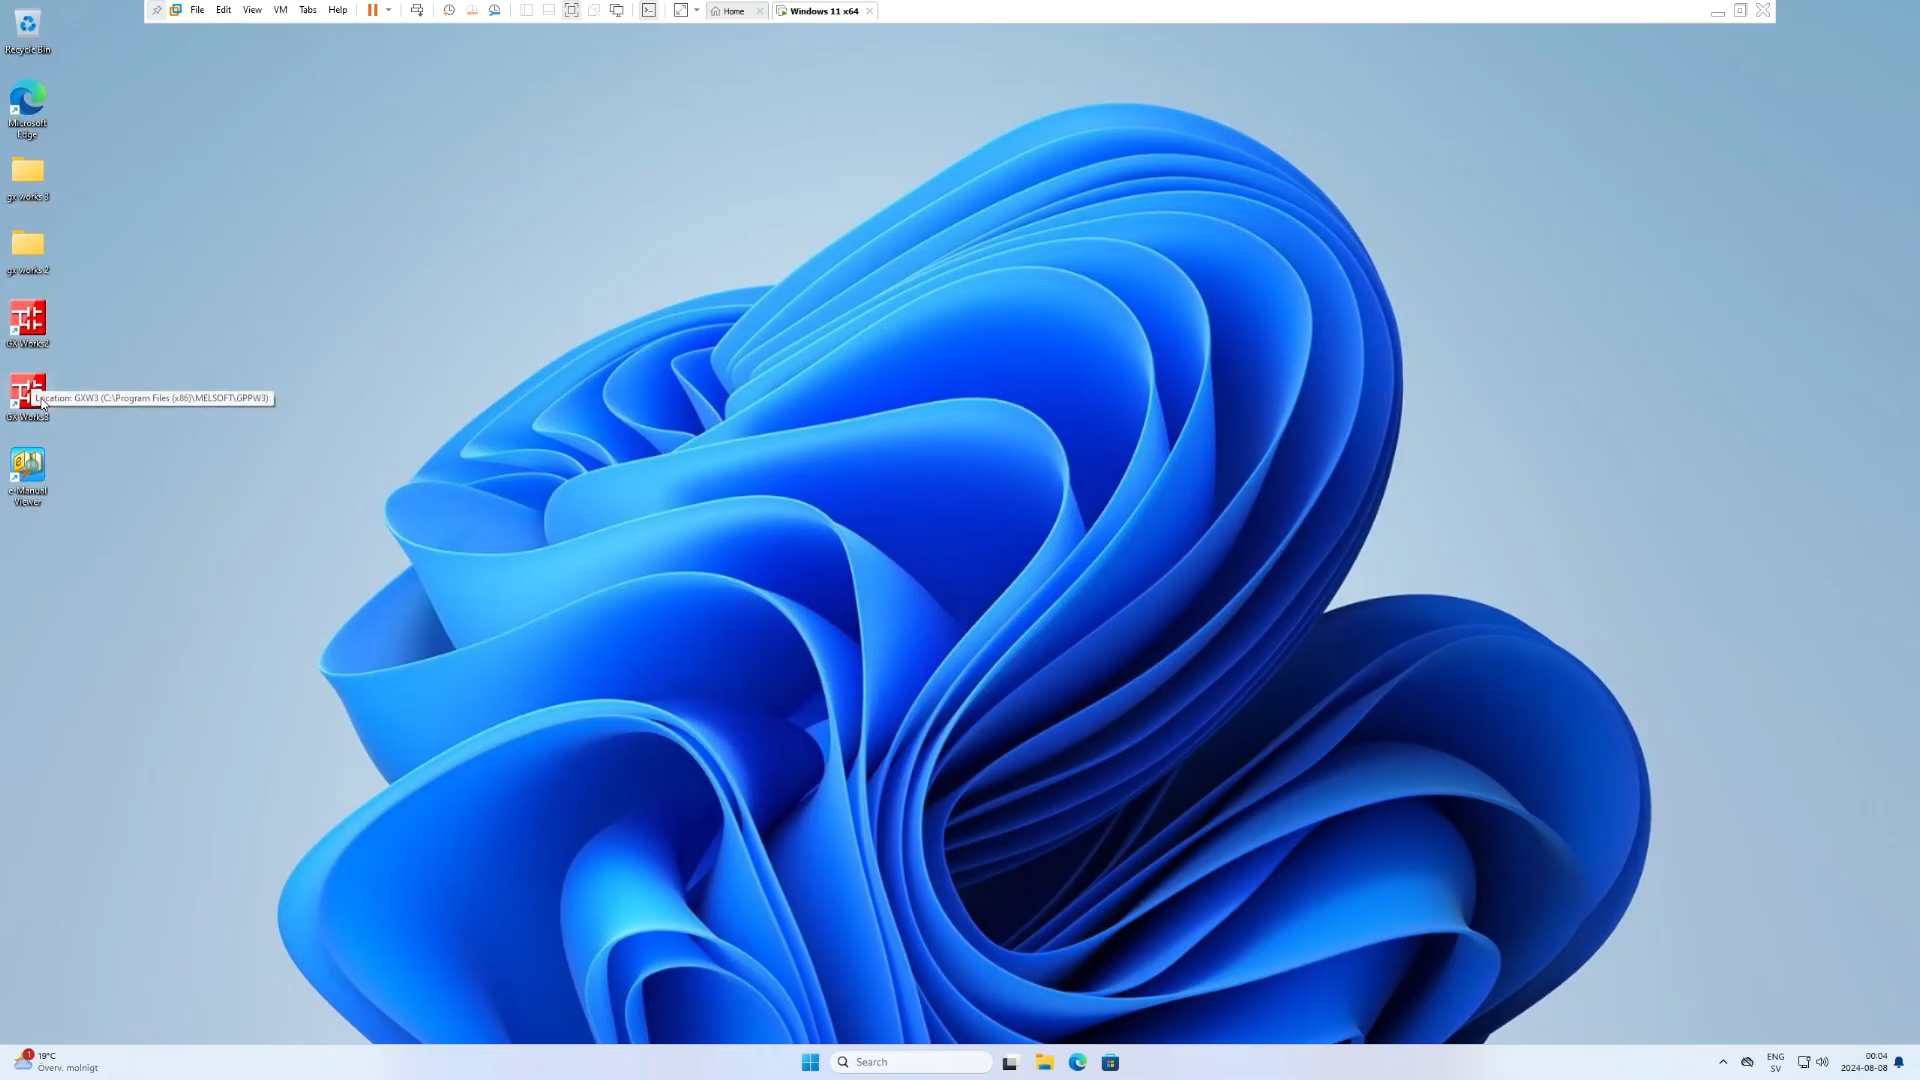 File Edit View VM Tabs Help Home Windows 11 x64
Recycle Bin
Microsoft
Edge
gx works 3
gx works 2
GX Works2
Location: GXW3 (C:\Program Files (x86)\MELSOFT\GPPW3)
GX Works3
e-Manual
Viewer
1
19°C
Överv. molnigt
Search
ENG
SV
00:04
2024-08-08